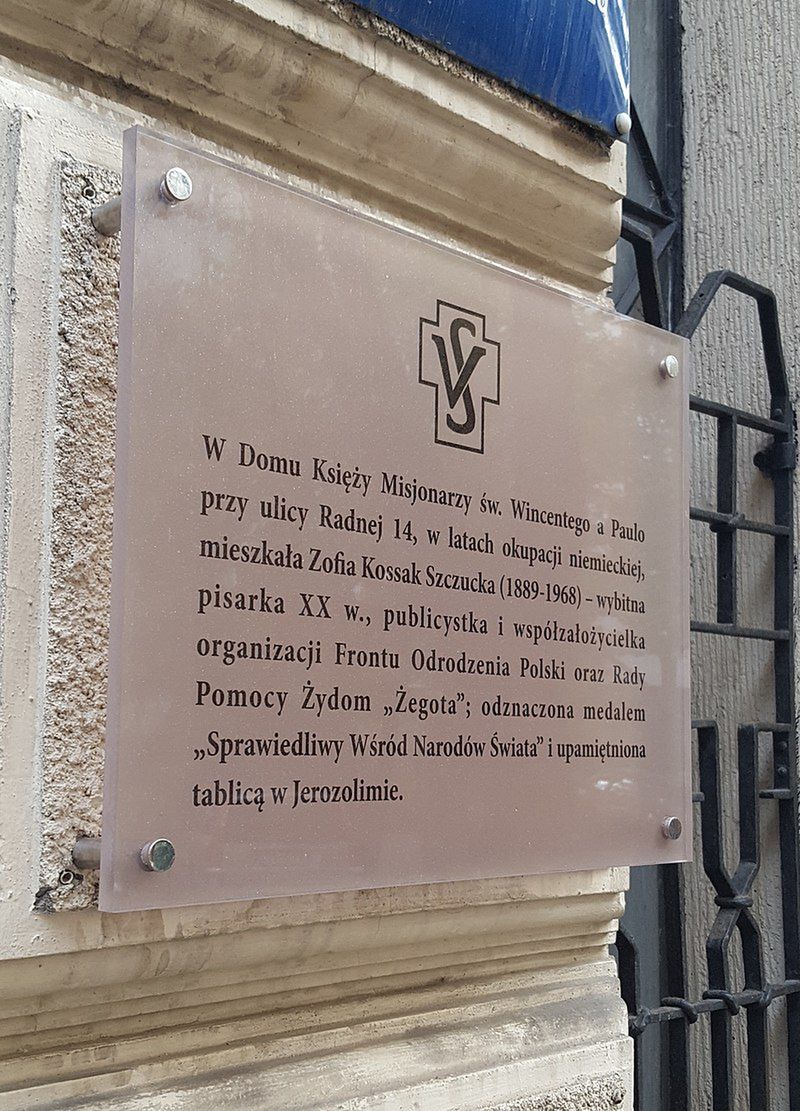 SV
W Domu Księży Misjonarzy św. Wincentego a Paulo
przy ulicy Radnej 14, w latach okupacji niemieckiej,
mieszkała Zofia Kossak Szczucka (1889-1968) – wybitna
pisarka XX w., publicystka i współzałożycielka
organizacji Frontu Odrodzenia Polski oraz Rady
Pomocy Żydom „Żegota”; odznaczona medalem
„Sprawiedliwy Wśród Narodów Świata” i upamiętniona
tablicą w Jerozolimie.